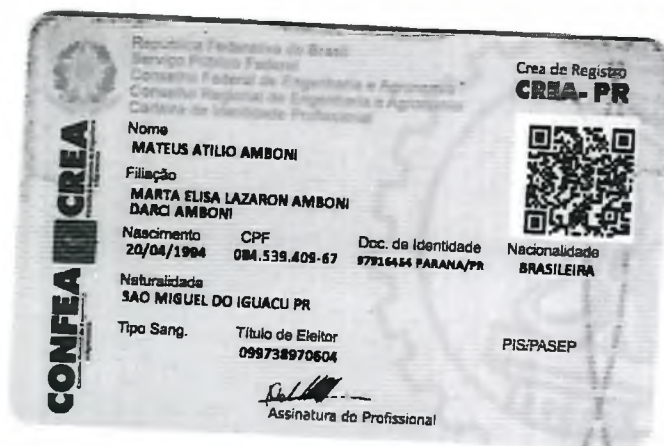 República Federativa do Brasil
Serviço Público Federal
Conselho Federal de Engenharia e Agronomia
Conselho Regional de Engenharia e Agronomia
Carteira de Identidade Profissional
Crea de Registro
CREA-PR
CONFEA CREA
Nome
MATEUS ATILIO AMBONI
Filiação
MARTA ELISA LAZARON AMBONI
DARCI AMBONI
Nascimento CPF Doc. de Identidade Nacionalidade
20/04/1994 084.539.409-67 PARANA/PR BRASILEIRA
Naturalidade
SAO MIGUEL DO IGUACU PR
Tipo Sang. Título de Eleitor PIS/PASEP
099738970604
Assinatura do Profissional